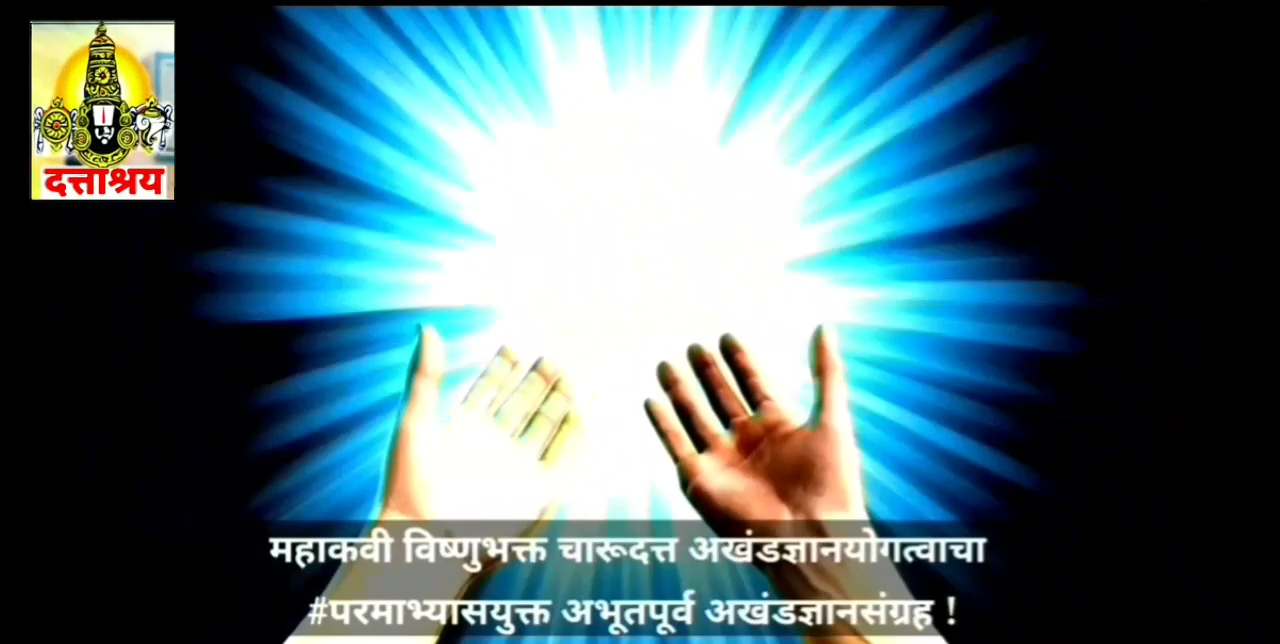 दत्ताश्रय
महाकवी विष्णुभक्त चारूदत्त अखंडज्ञानयोगत्वाचा
#परमाभ्यासयुक्त अभूतपूर्व अखंडज्ञानसंग्रह !